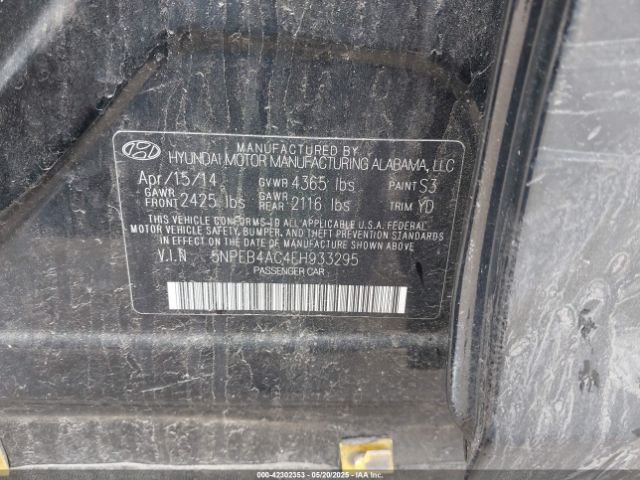 MANUFACTURED BY
HYUNDAI MOTOR MANUFACTURING ALABAMA, LLC
Apr/15/14 GVWR 4365 lbs PAINT S3
GAWR FRONT 2425 lbs GAWR REAR 2116 lbs TRIM YD
THIS VEHICLE CONFORMS TO ALL APPLICABLE U.S.A. FEDERAL
MOTOR VEHICLE SAFETY, BUMPER, AND THEFT PREVENTION STANDARDS
IN EFFECT ON THE DATE OF MANUFACTURE SHOWN ABOVE.
V.I.N 5NPEB4AC4EH933295
PASSENGER CAR
000-42302353 - 05/20/2025 - IAAI.COM